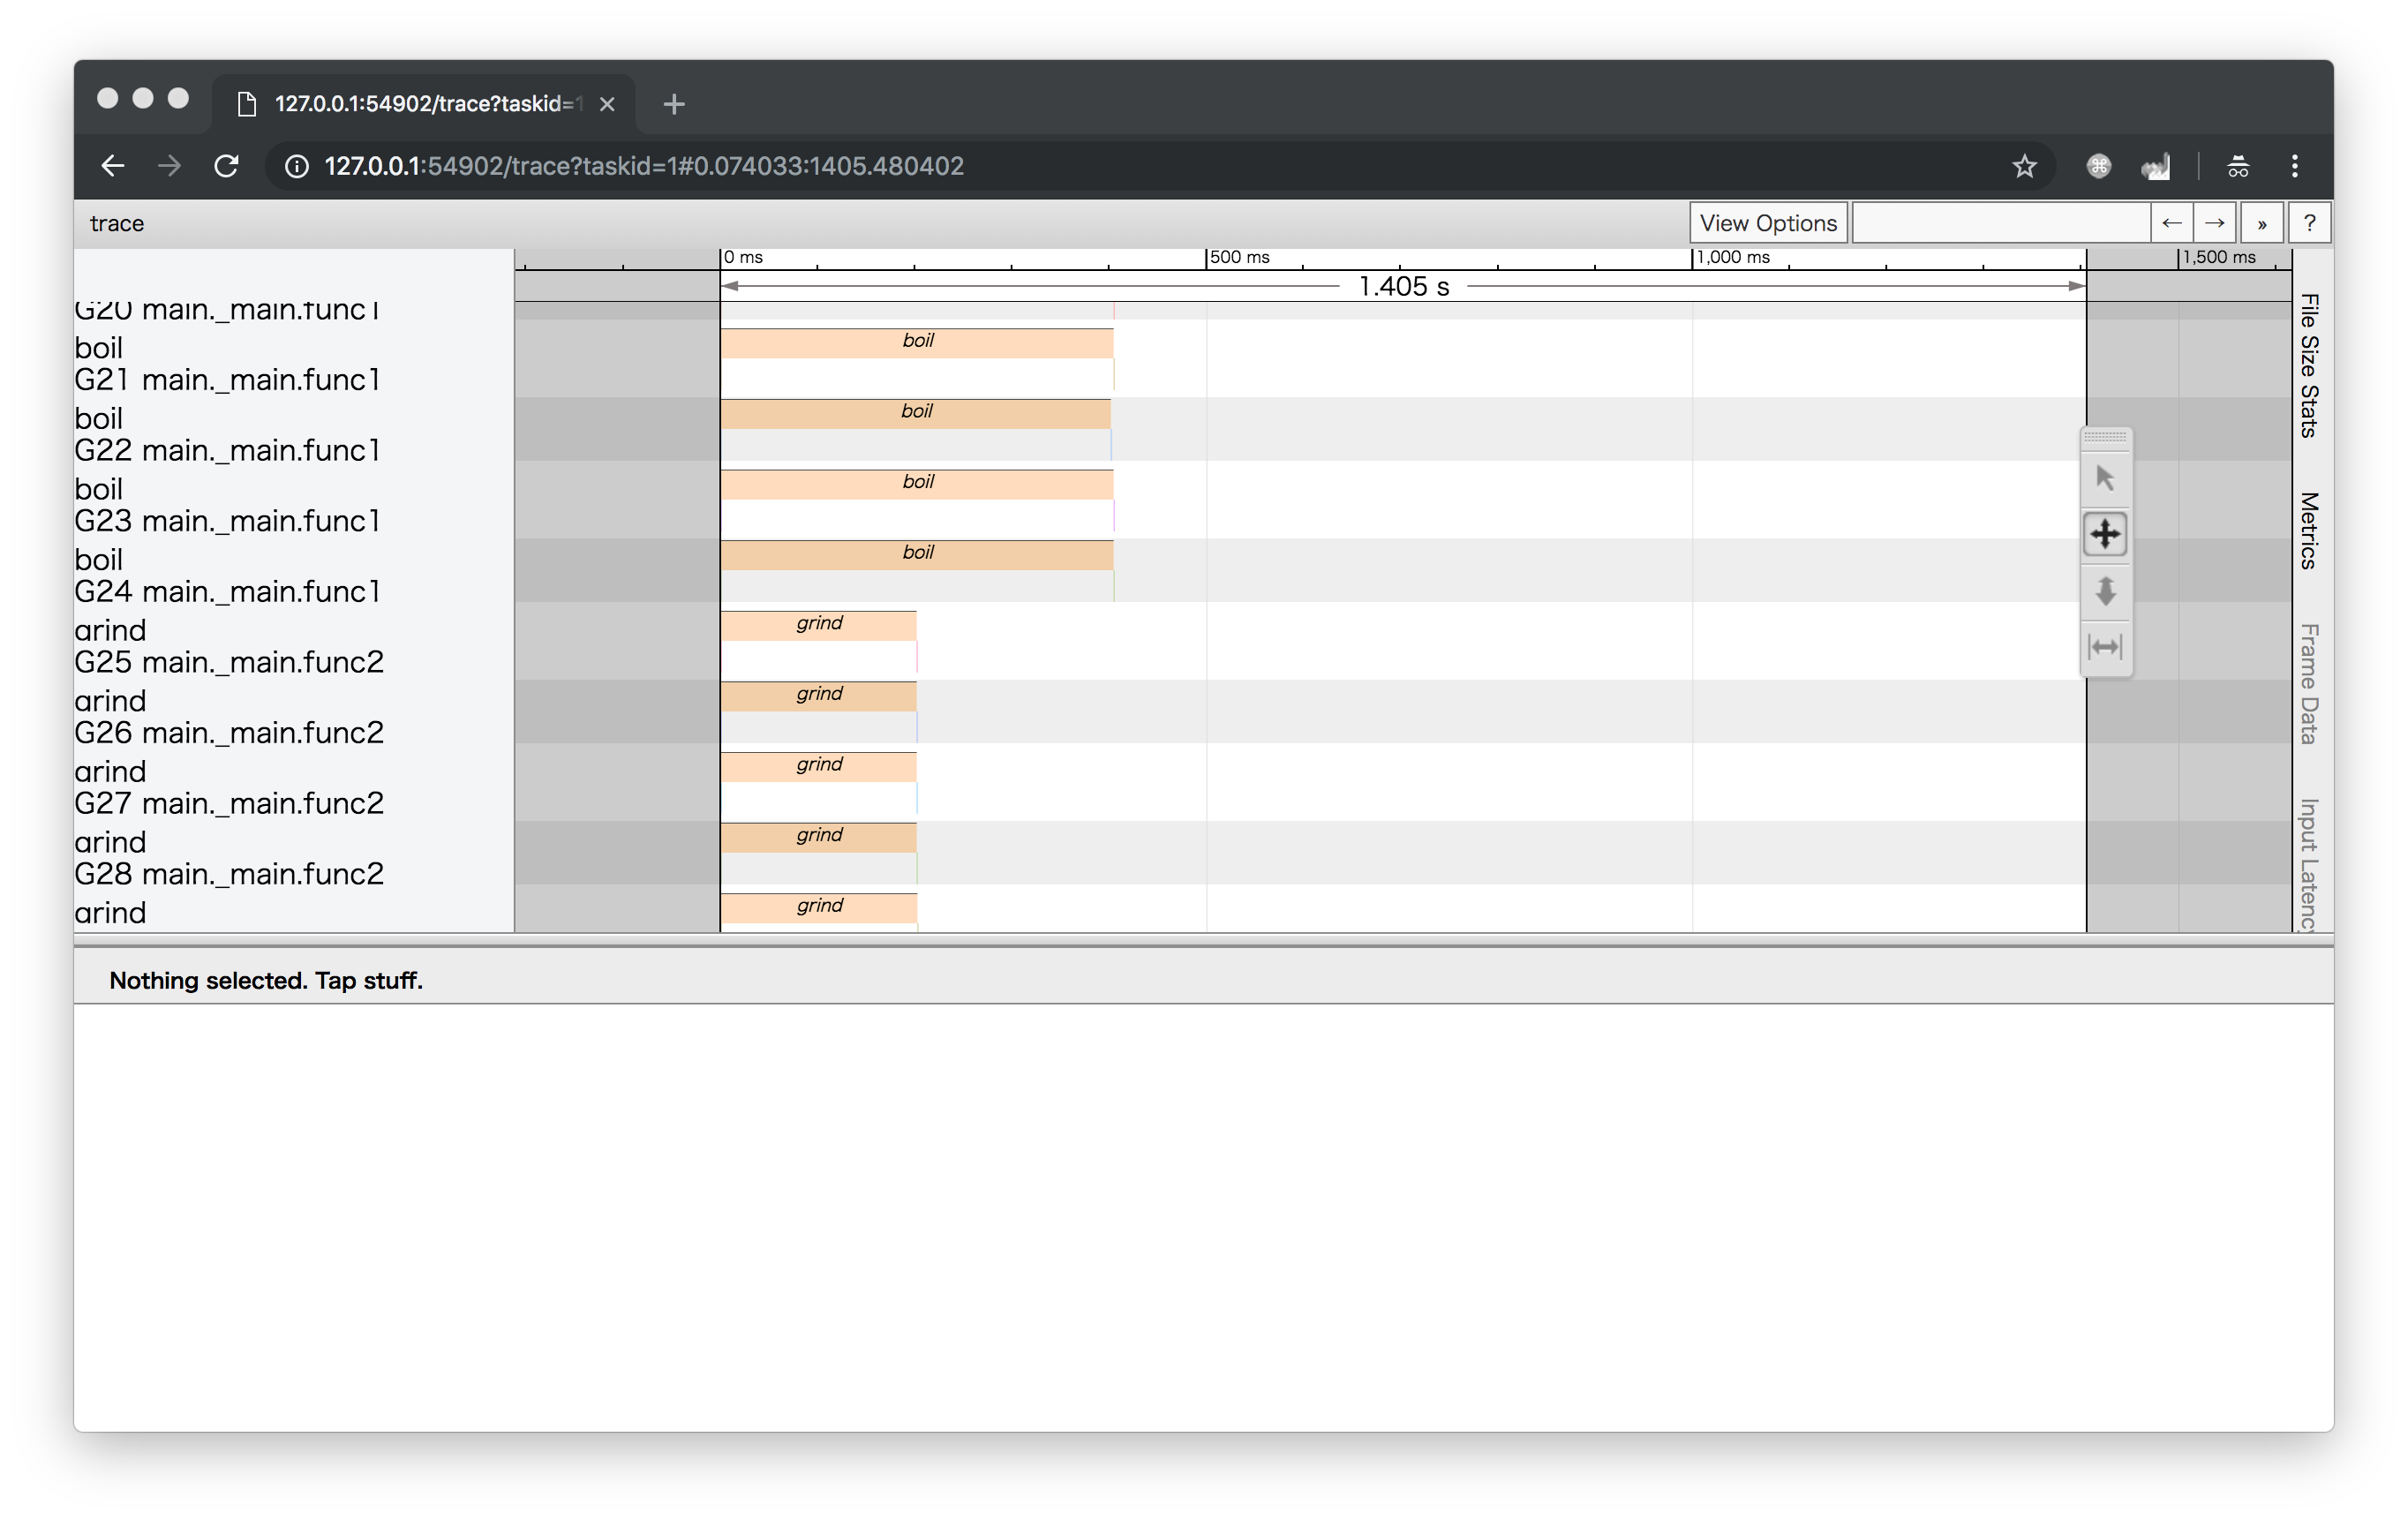 127.0.0.1:54902/trace?taskid=1
127.0.0.1:54902/trace?taskid=1#0.074033:1405.480402
trace
View Options
← → » ?
0 ms 500 ms 1,000 ms 1,500 ms
1.405 s
G20 main._main.func1
boil boil
G21 main._main.func1
boil boil
G22 main._main.func1
boil boil
G23 main._main.func1
boil boil
G24 main._main.func1
grind grind
G25 main._main.func2
grind grind
G26 main._main.func2
grind grind
G27 main._main.func2
grind grind
G28 main._main.func2
grind grind
File Size Stats
Metrics
Frame Data
Input Latency
Nothing selected. Tap stuff.